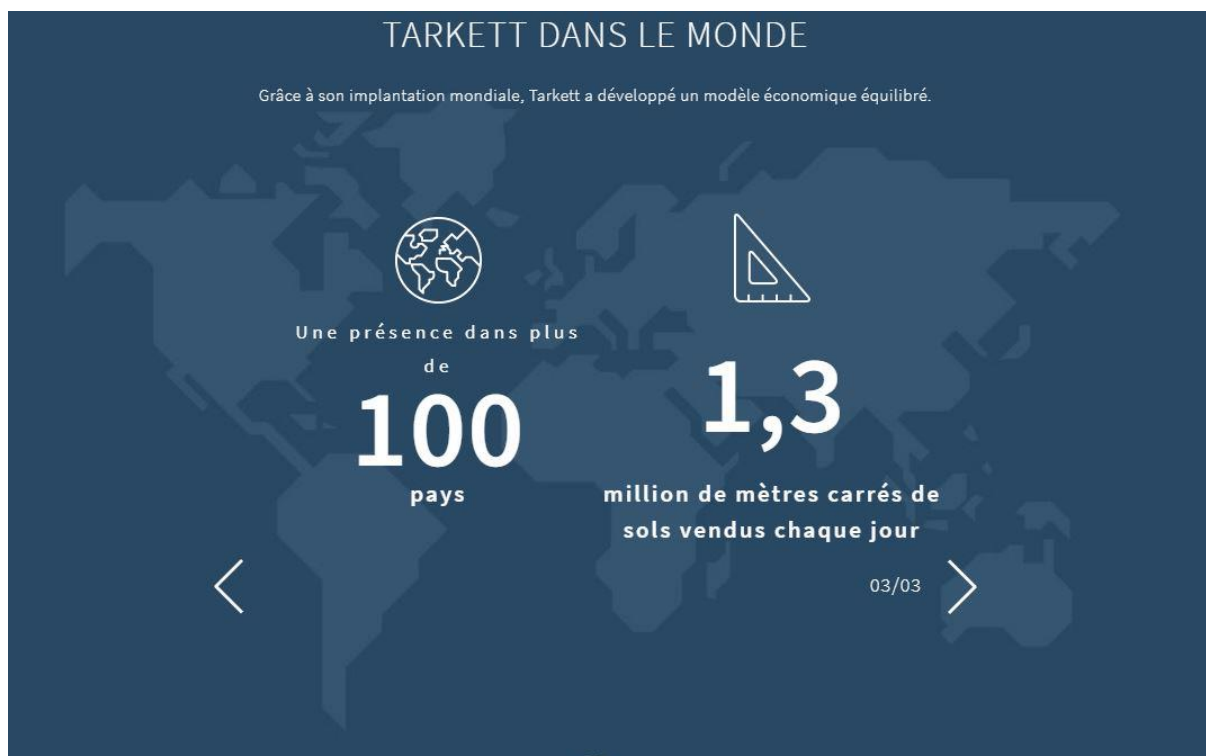 TARKETT DANS LE MONDE
Grâce à son implantation mondiale, Tarkett a développé un modèle économique équilibré.
Une présence dans plus
de
100
pays
1,3
million de mètres carrés de
sols vendus chaque jour
03/03